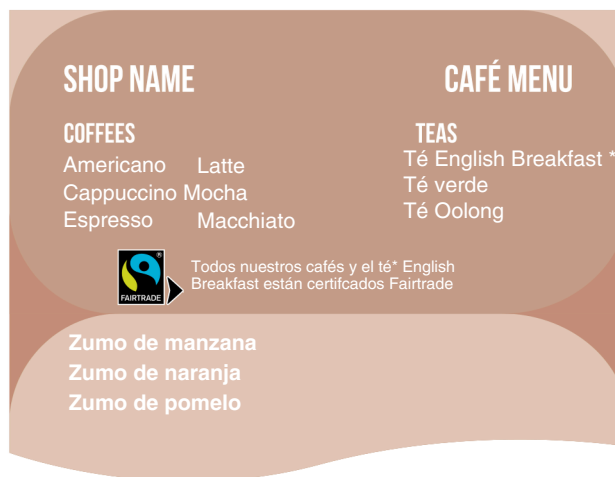 SHOP NAME
CAFÉ MENU
COFFEES
Americano Latte
Cappuccino Mocha
Espresso Macchiato
TEAS
Té English Breakfast *
Té verde
Té Oolong
FAIRTRADE
Todos nuestros cafés y el té* English
Breakfast están certifcados Fairtrade
Zumo de manzana
Zumo de naranja
Zumo de pomelo